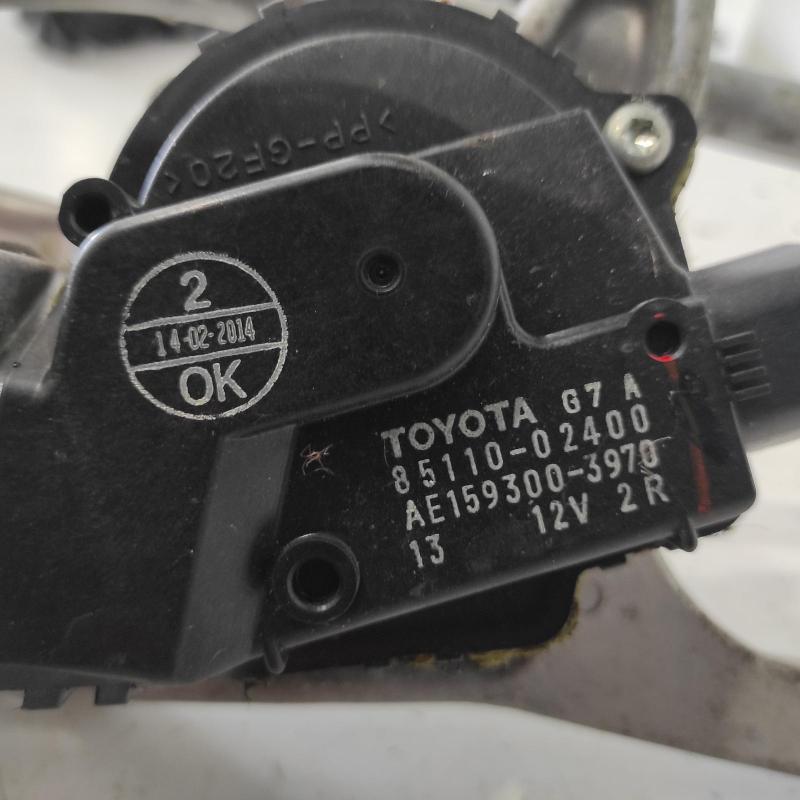 >PP-GF20<
2
14-02-2014
OK
TOYOTA G7 A
85110-02400
AE159300-3970
12V 2R
13